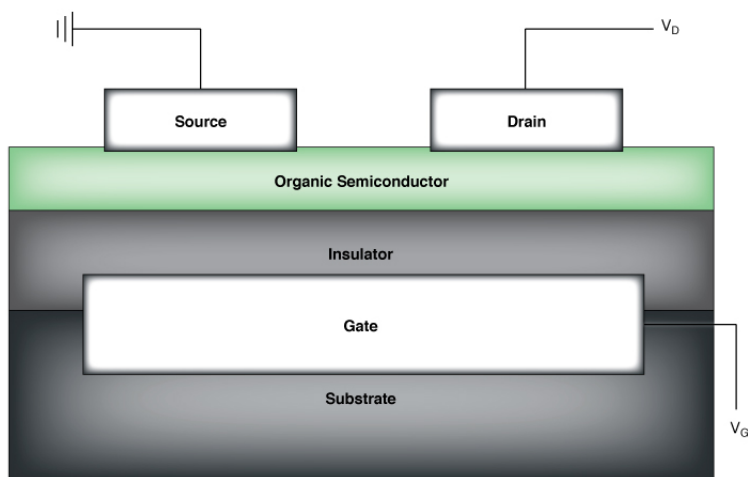 V_D
Source
Drain
Organic Semiconductor
Insulator
Gate
Substrate
V_G